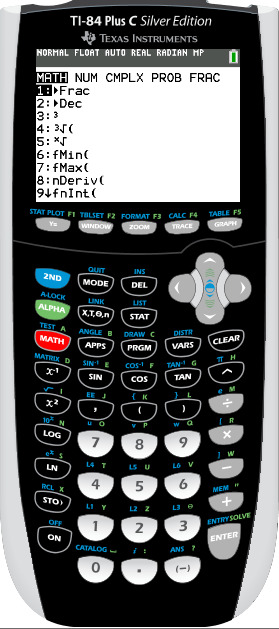 TI-84 Plus C Silver Edition
TEXAS INSTRUMENTS
NORMAL FLOAT AUTO REAL RADIAN MP
MATH NUM CMPLX PROB FRAC
1:►Frac
2:►Dec
3:³
4:³√(
5:ˣ√
6:fMin(
7:fMax(
8:nDeriv(
9↓fnInt(
STAT PLOT F1 TBLSET F2 FORMAT F3 CALC F4 TABLE F5
Y= WINDOW ZOOM TRACE GRAPH
QUIT INS
2ND MODE DEL
A-LOCK LINK LIST
ALPHA X,T,Θ,n STAT
TEST A ANGLE B DRAW C DISTR
MATH APPS PRGM VARS CLEAR
MATRIX D SIN⁻¹ E COS⁻¹ F TAN⁻¹ G π H
x⁻¹ SIN COS TAN ^
√ I EE J { K } L e M
x² , ( ) ÷
10ˣ N u O v P w Q [ R
LOG 7 8 9 ×
eˣ S L4 T L5 U L6 V ] W
LN 4 5 6 −
RCL X L1 Y L2 Z L3 θ MEM "
STO› 1 2 3 +
OFF CATALOG ⎵ i : ANS ? ENTRY SOLVE
ON 0 . (−) ENTER